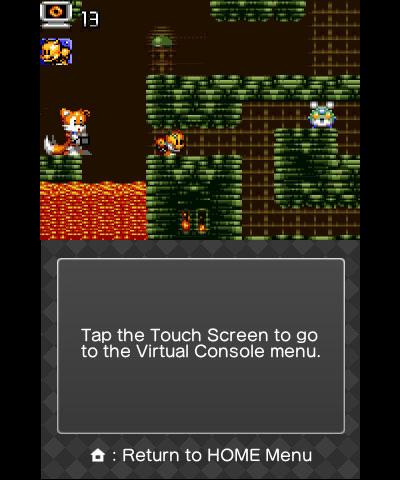 13
Tap the Touch Screen to go
to the Virtual Console menu.
: Return to HOME Menu